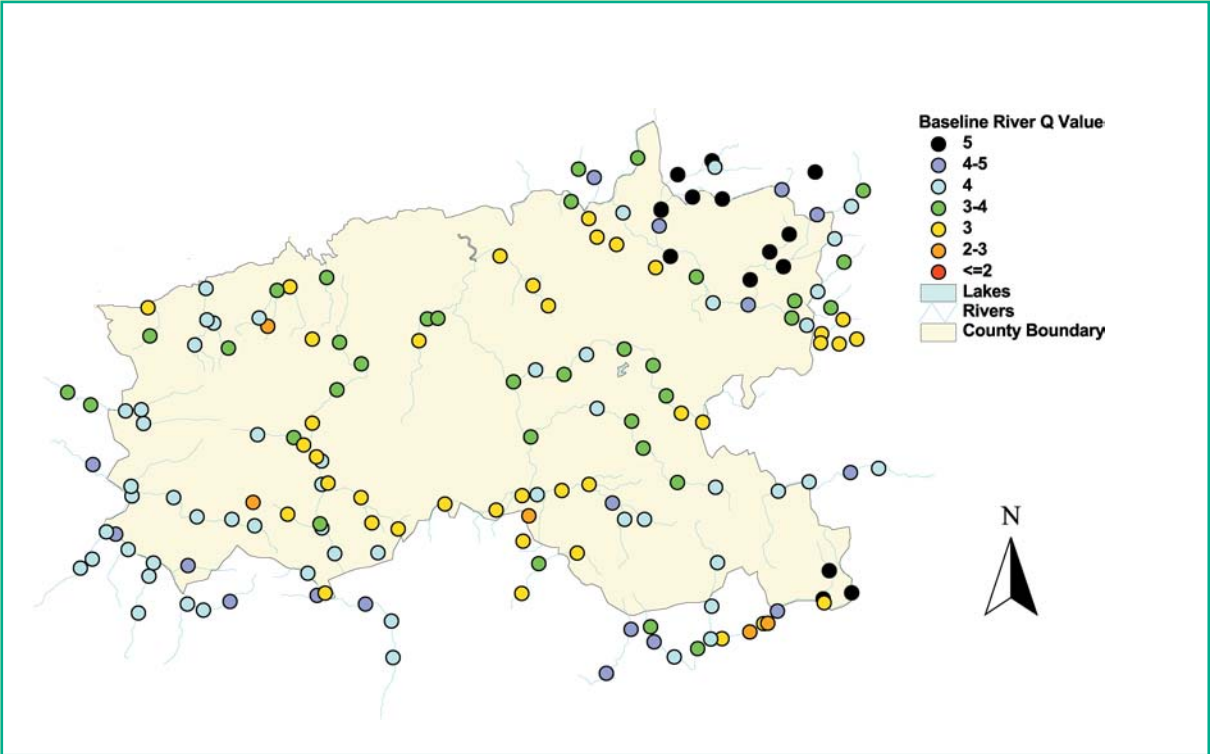 Baseline River Q Value
5
4-5
4
3-4
3
2-3
<=2
Lakes
Rivers
County Boundary
N